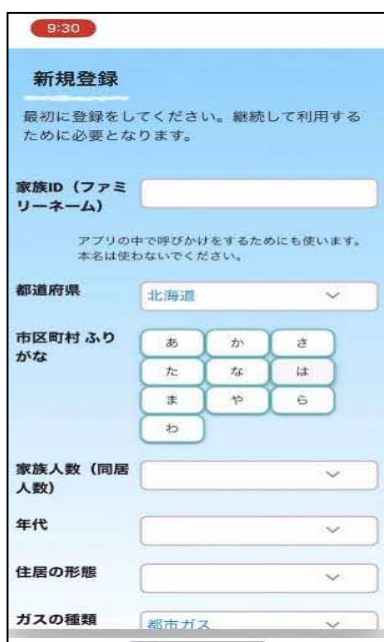 9:30
新規登録
最初に登録をしてください。継続して利用する
ために必要となります。
家族ID（ファミ
リーネーム）
アプリの中で呼びかけをするためにも使います。
本名は使わないでください。
都道府県
北海道
市区町村 ふり
がな
あ か さ
た な は
ま や ら
わ
家族人数（同居
人数）
年代
住居の形態
ガスの種類
都市ガス